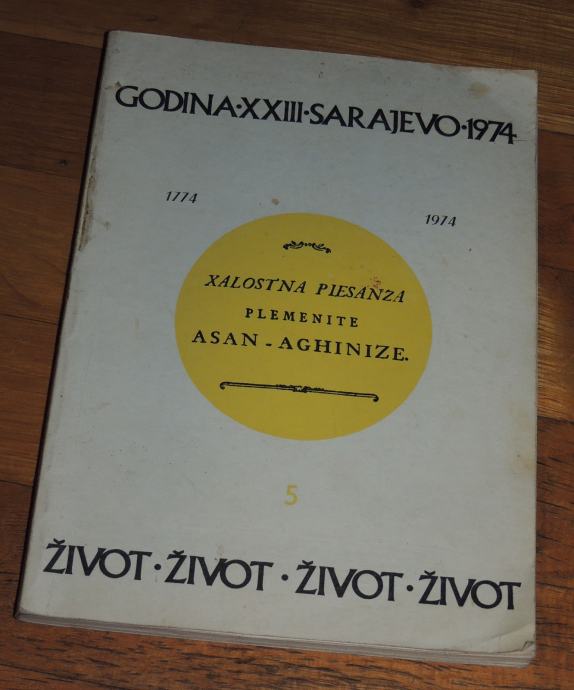 GODINA·XXIII·SARAJEVO·1974
1774
1974
XALOSTNA PIESANZA
PLEMENITE
ASAN - AGHINIZE.
5
ŽIVOT · ŽIVOT · ŽIVOT · ŽIVOT